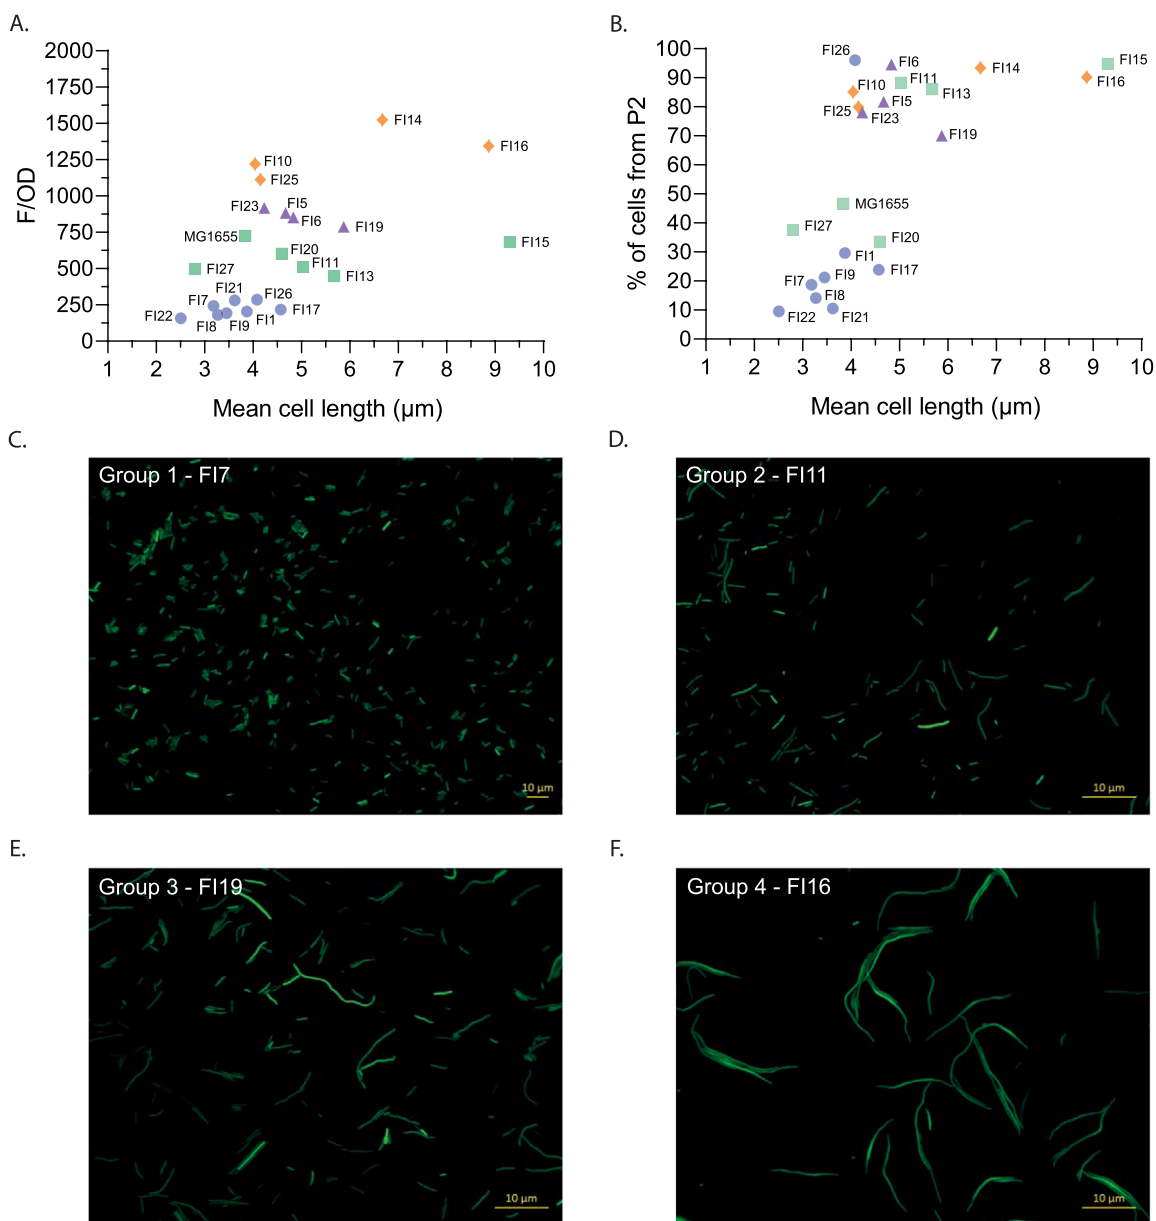 A.
2000
1750
1500
1250
1000
750
500
250
0
F/OD
FI14
FI16
FI10
FI25
FI23
FI5
FI6
FI19
MG1655
FI20
FI15
FI27
FI11
FI13
FI21
FI7
FI26
FI22
FI8
FI9
FI1
FI17
1 2 3 4 5 6 7 8 9 10
Mean cell length (µm)
B.
100
90
80
70
60
50
40
30
20
10
0
% of cells from P2
FI26
FI6
FI14
FI15
FI10
FI11
FI16
FI13
FI25
FI5
FI23
FI19
MG1655
FI27
FI20
FI1
FI17
FI7
FI9
FI8
FI22
FI21
1 2 3 4 5 6 7 8 9 10
Mean cell length (µm)
C.
Group 1 - FI7
10 µm
D.
Group 2 - FI11
10 µm
E.
Group 3 - FI19
10 µm
F.
Group 4 - FI16
10 µm